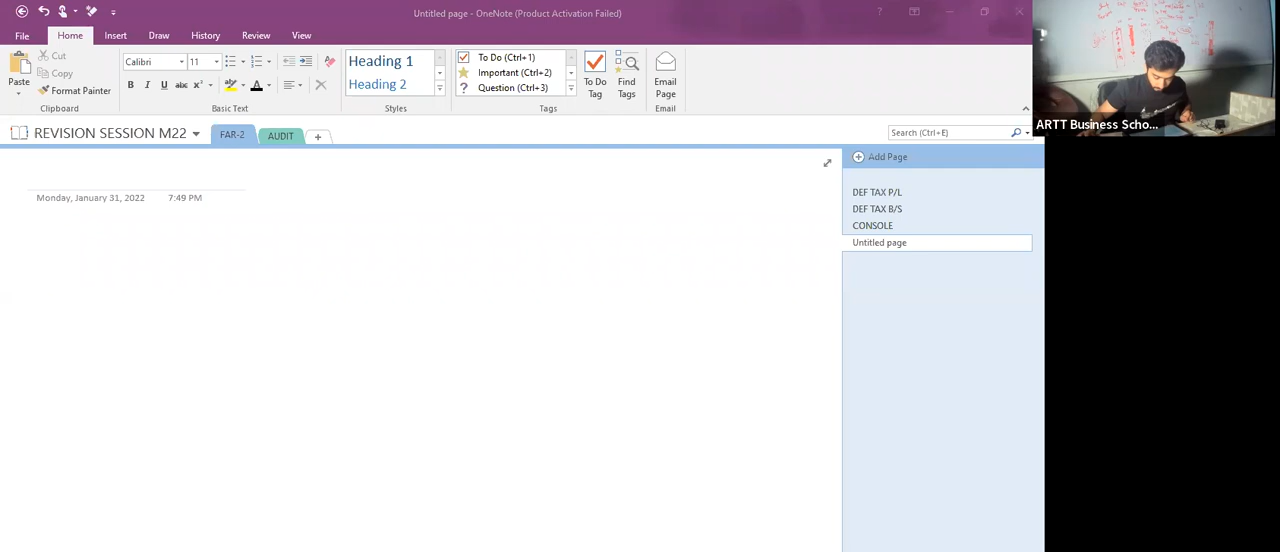 Untitled page - OneNote (Product Activation Failed)
?
File Home Insert Draw History Review View
Paste
Cut
Copy
Format Painter
Clipboard
Calibri 11
B I U abc x² A
Basic Text
Heading 1
Heading 2
Styles
To Do (Ctrl+1)
Important (Ctrl+2)
? Question (Ctrl+3)
To Do Tag
Find Tags
Tags
Email Page
Email
ARTT Business Scho...
REVISION SESSION M22
FAR-2 AUDIT +
Search (Ctrl+E)
Add Page
Monday, January 31, 2022 7:49 PM
DEF TAX P/L
DEF TAX B/S
CONSOLE
Untitled page